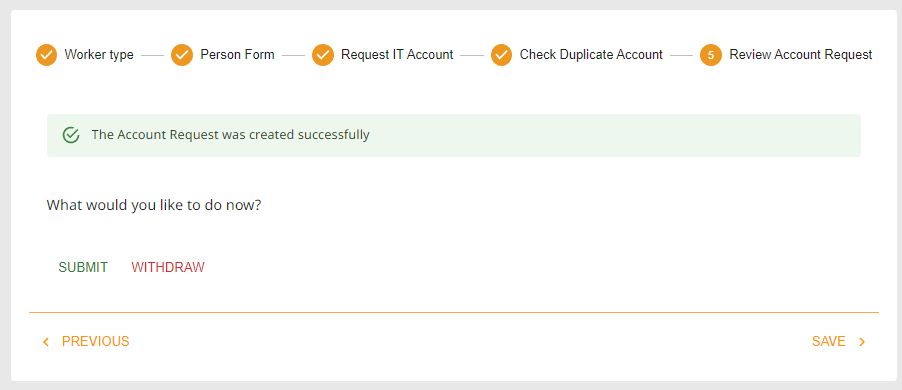 Worker type
Person Form
Request IT Account
Check Duplicate Account
5 Review Account Request
The Account Request was created successfully
What would you like to do now?
SUBMIT WITHDRAW
PREVIOUS SAVE